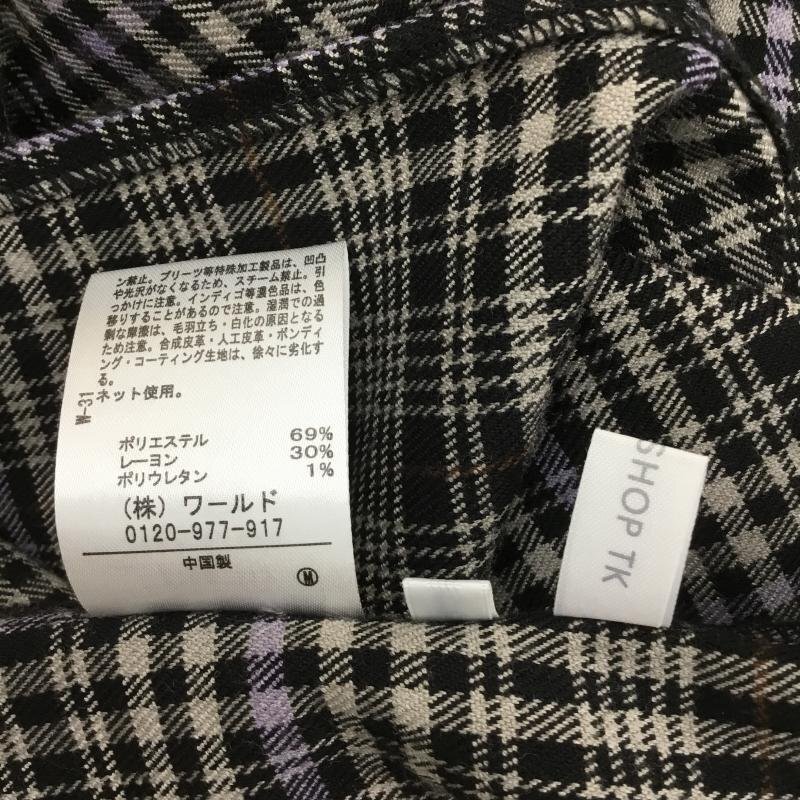 ン禁止。プリーツ等特殊加工製品は、凹凸
や光沢がなくなるため、スチーム禁止。引
っかけに注意。インディゴ等濃色品は、色
移りすることがあるので注意。湿潤での過
剰な摩擦は、毛羽立ち・白化の原因となる
ため注意。合成皮革・人工皮革・ボンディ
ング・コーティング生地は、徐々に劣化す
る。
W-31
ネット使用。
ポリエステル 69%
レーヨン 30%
ポリウレタン 1%
(株) ワールド
0120-977-917
中国製
M
SHOP TK